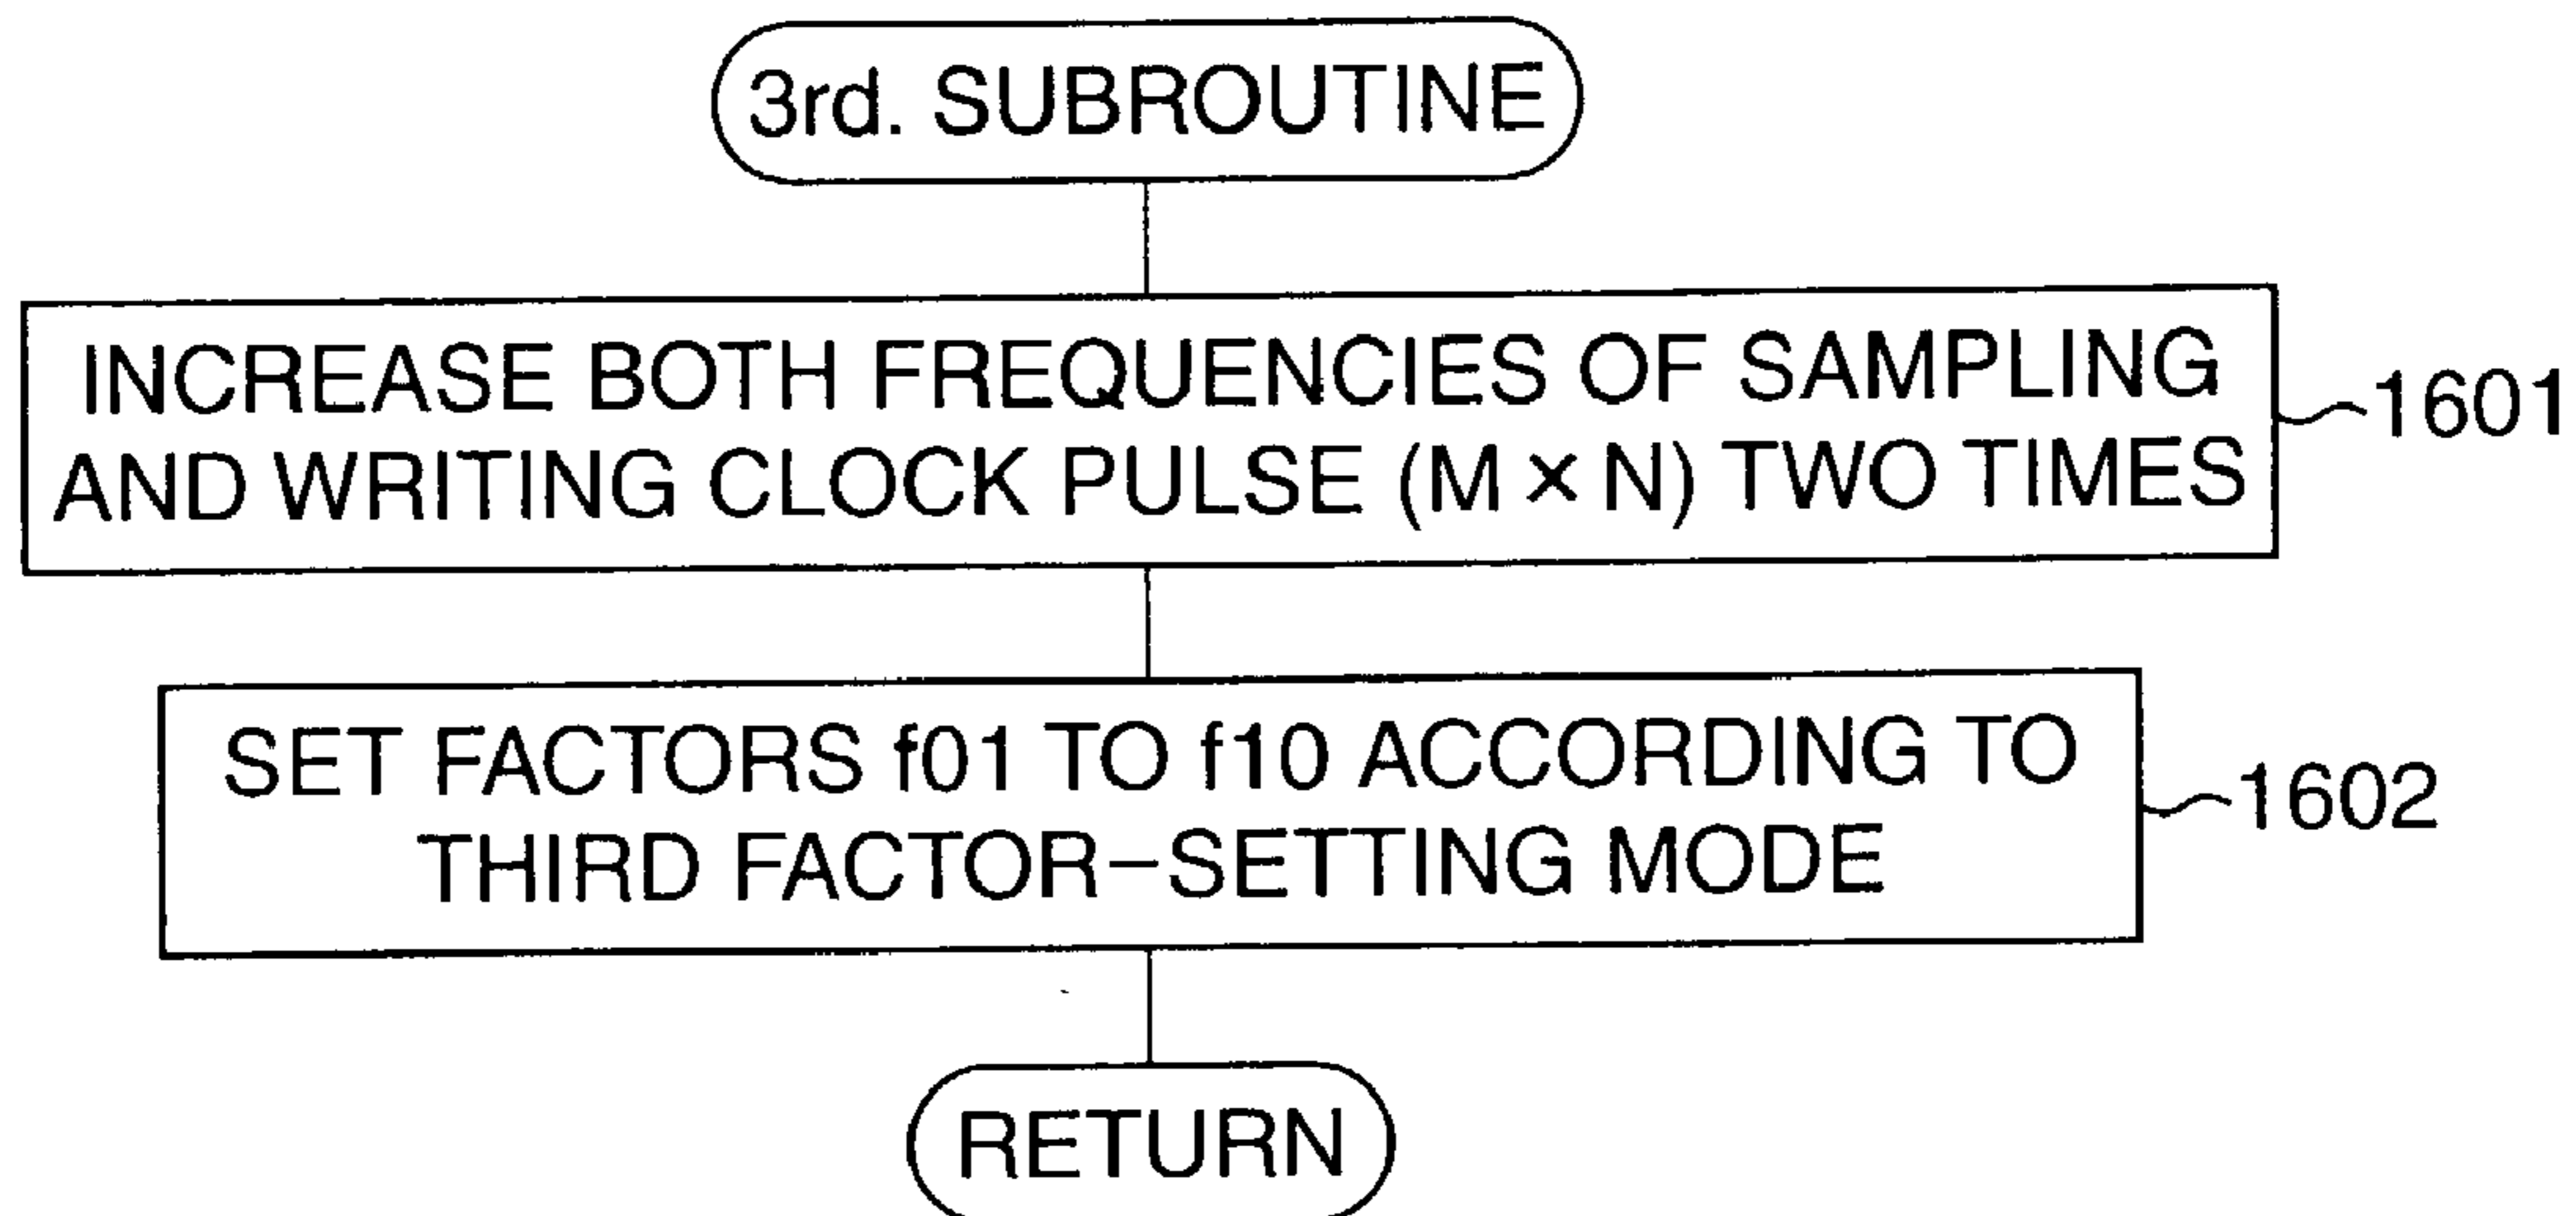 3rd. SUBROUTINE
INCREASE BOTH FREQUENCIES OF SAMPLING
AND WRITING CLOCK PULSE (M × N) TWO TIMES
1601
SET FACTORS f01 TO f10 ACCORDING TO
THIRD FACTOR-SETTING MODE
1602
RETURN